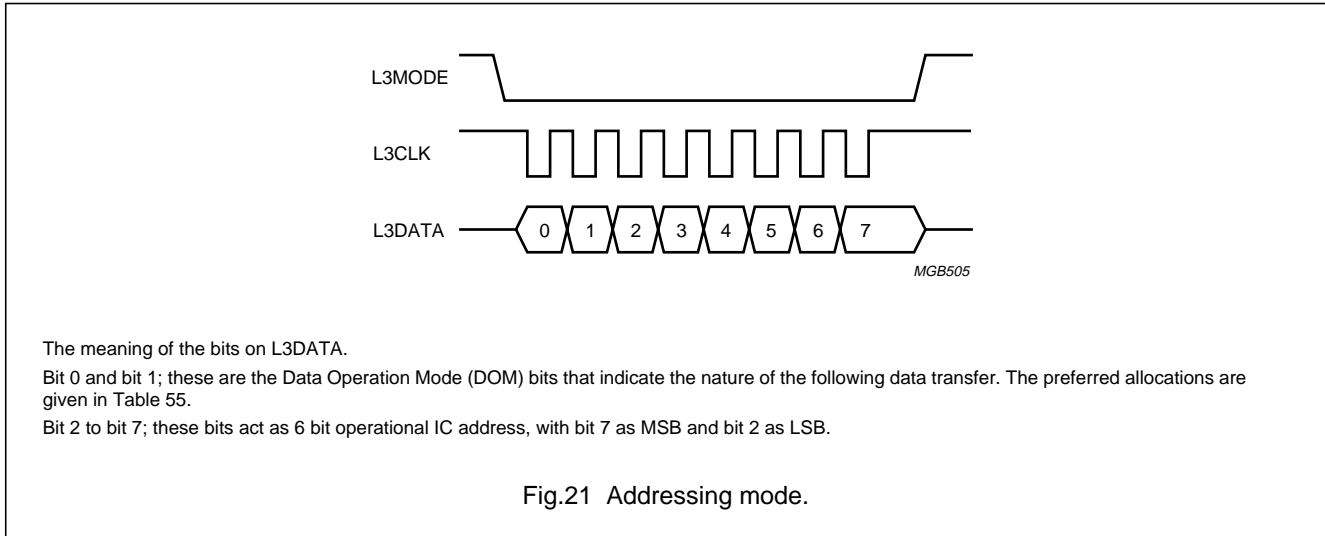 L3MODE
L3CLK
L3DATA
0 1 2 3 4 5 6 7
MGB505
The meaning of the bits on L3DATA.
Bit 0 and bit 1; these are the Data Operation Mode (DOM) bits that indicate the nature of the following data transfer. The preferred allocations are
given in Table 55.
Bit 2 to bit 7; these bits act as 6 bit operational IC address, with bit 7 as MSB and bit 2 as LSB.
Fig.21 Addressing mode.